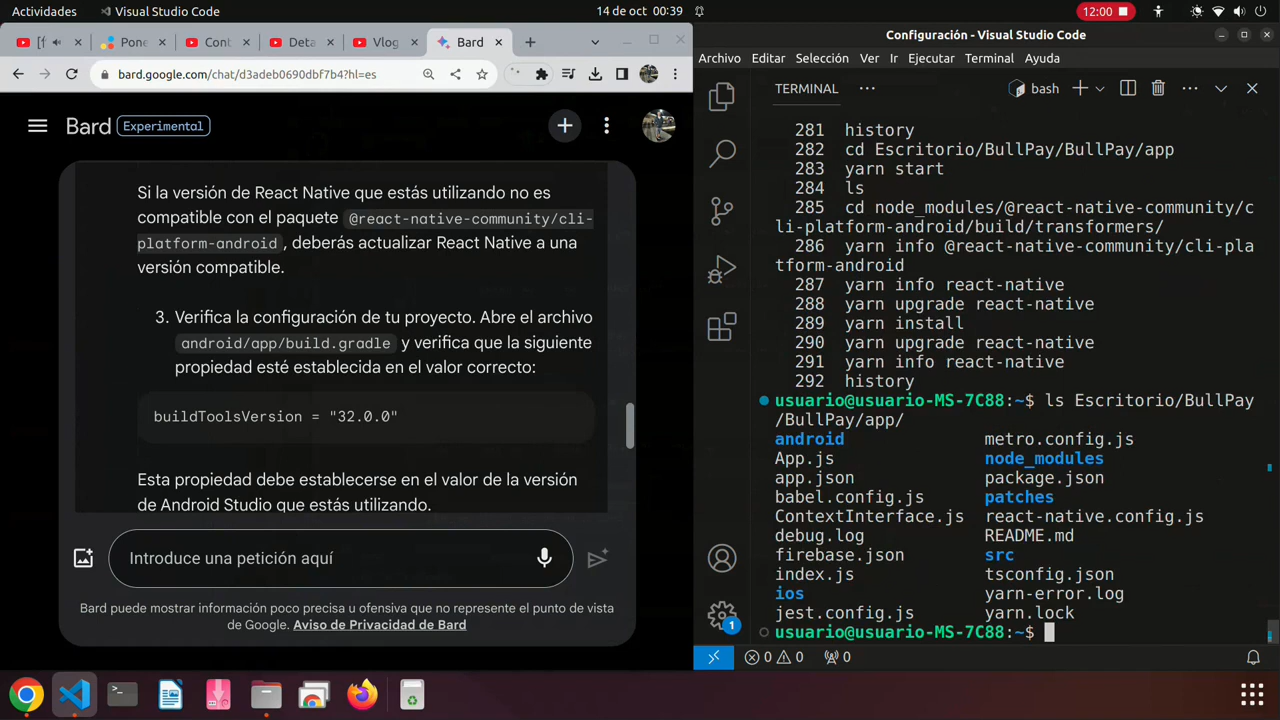 Actividades
Visual Studio Code
14 de oct 00:39
12:00
[f
Pone
Cont
Deta
Vlog
Bard
bard.google.com/chat/d3adeb0690dbf7b4?hl=es
Bard
Experimental
Si la versión de React Native que estás utilizando no es
compatible con el paquete @react-native-community/cli-
platform-android, deberás actualizar React Native a una
versión compatible.
3. Verifica la configuración de tu proyecto. Abre el archivo
android/app/build.gradle y verifica que la siguiente
propiedad esté establecida en el valor correcto:
buildToolsVersion = "32.0.0"
Esta propiedad debe establecerse en el valor de la versión
de Android Studio que estás utilizando.
Introduce una petición aquí
Bard puede mostrar información poco precisa u ofensiva que no represente el punto de vista
de Google. Aviso de Privacidad de Bard
Configuración - Visual Studio Code
Archivo Editar Selección Ver Ir Ejecutar Terminal Ayuda
TERMINAL
bash
281 history
282 cd Escritorio/BullPay/BullPay/app
283 yarn start
284 ls
285 cd node_modules/@react-native-community/c
li-platform-android/build/transformers/
286 yarn info @react-native-community/cli-pla
tform-android
287 yarn info react-native
288 yarn upgrade react-native
289 yarn install
290 yarn upgrade react-native
291 yarn info react-native
292 history
usuario@usuario-MS-7C88:~$ ls Escritorio/BullPay
/BullPay/app/
android metro.config.js
App.js node_modules
app.json package.json
babel.config.js patches
ContextInterface.js react-native.config.js
debug.log README.md
firebase.json src
index.js tsconfig.json
ios yarn-error.log
jest.config.js yarn.lock
usuario@usuario-MS-7C88:~$
1
0 0 0